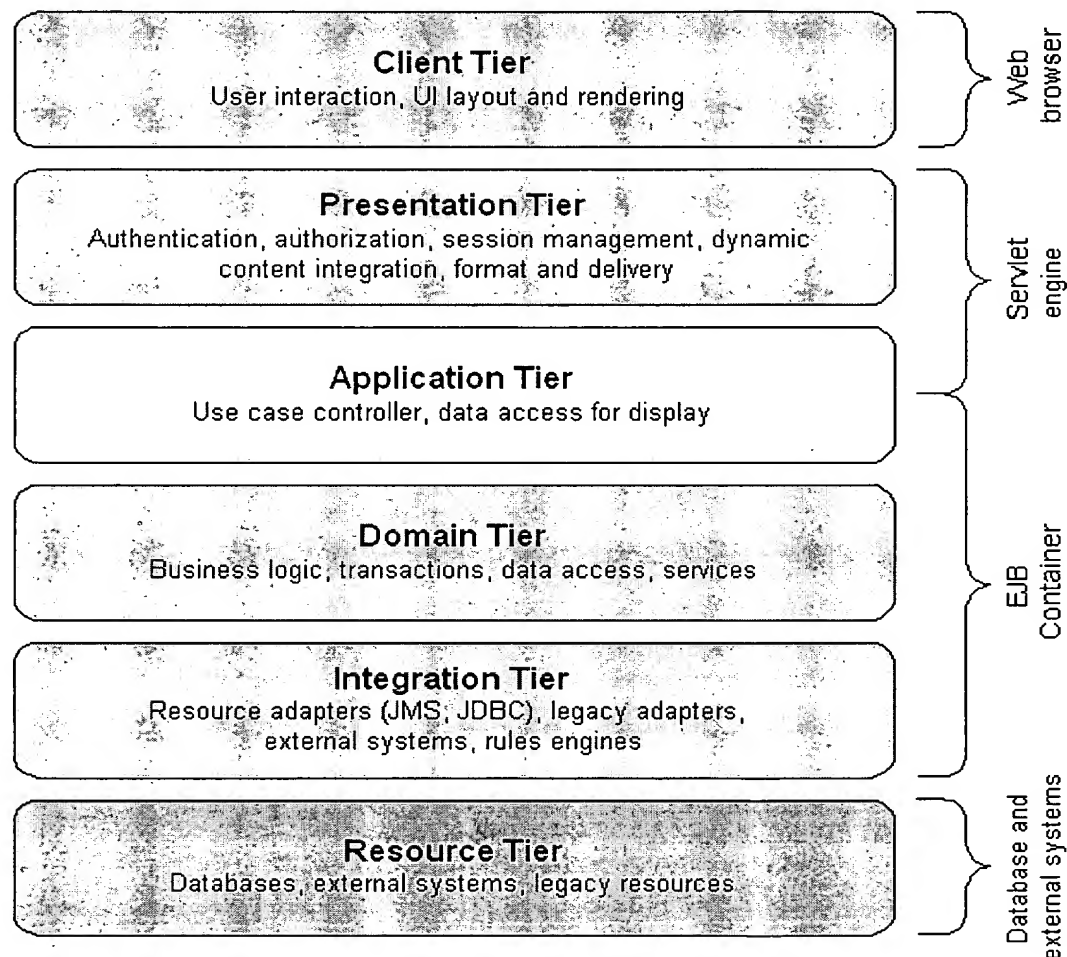 Client Tier
User interaction, UI layout and rendering
Web
browser
Presentation Tier
Authentication, authorization, session management, dynamic
content integration, format and delivery
Servlet
engine
Application Tier
Use case controller, data access for display
Domain Tier
Business logic, transactions, data access, services
EJB
Container
Integration Tier
Resource adapters (JMS, JDBC), legacy adapters,
external systems, rules engines
Resource Tier
Databases, external systems, legacy resources
Database and
external systems